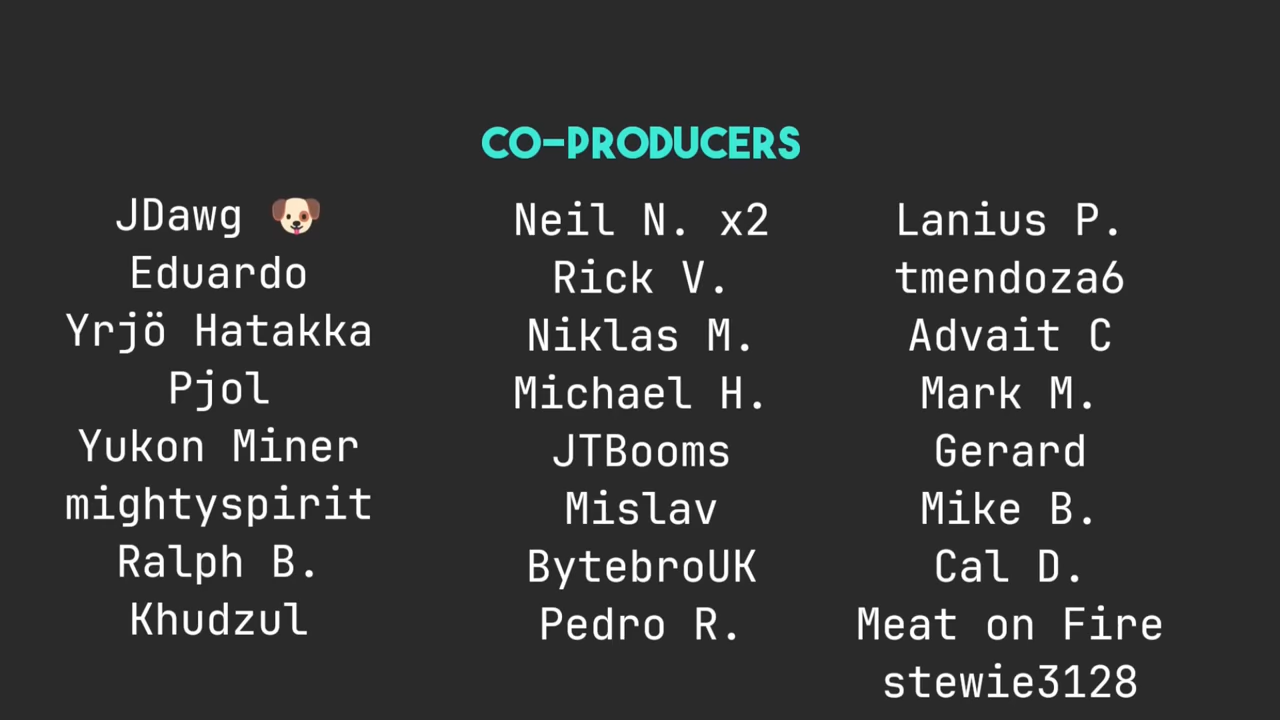 CO-PRODUCERS
JDawg 🐶
Eduardo
Yrjö Hatakka
Pjol
Yukon Miner
mightyspirit
Ralph B.
Khudzul
Neil N. x2
Rick V.
Niklas M.
Michael H.
JTBooms
Mislav
BytebroUK
Pedro R.
Lanius P.
tmendoza6
Advait C
Mark M.
Gerard
Mike B.
Cal D.
Meat on Fire
stewie3128